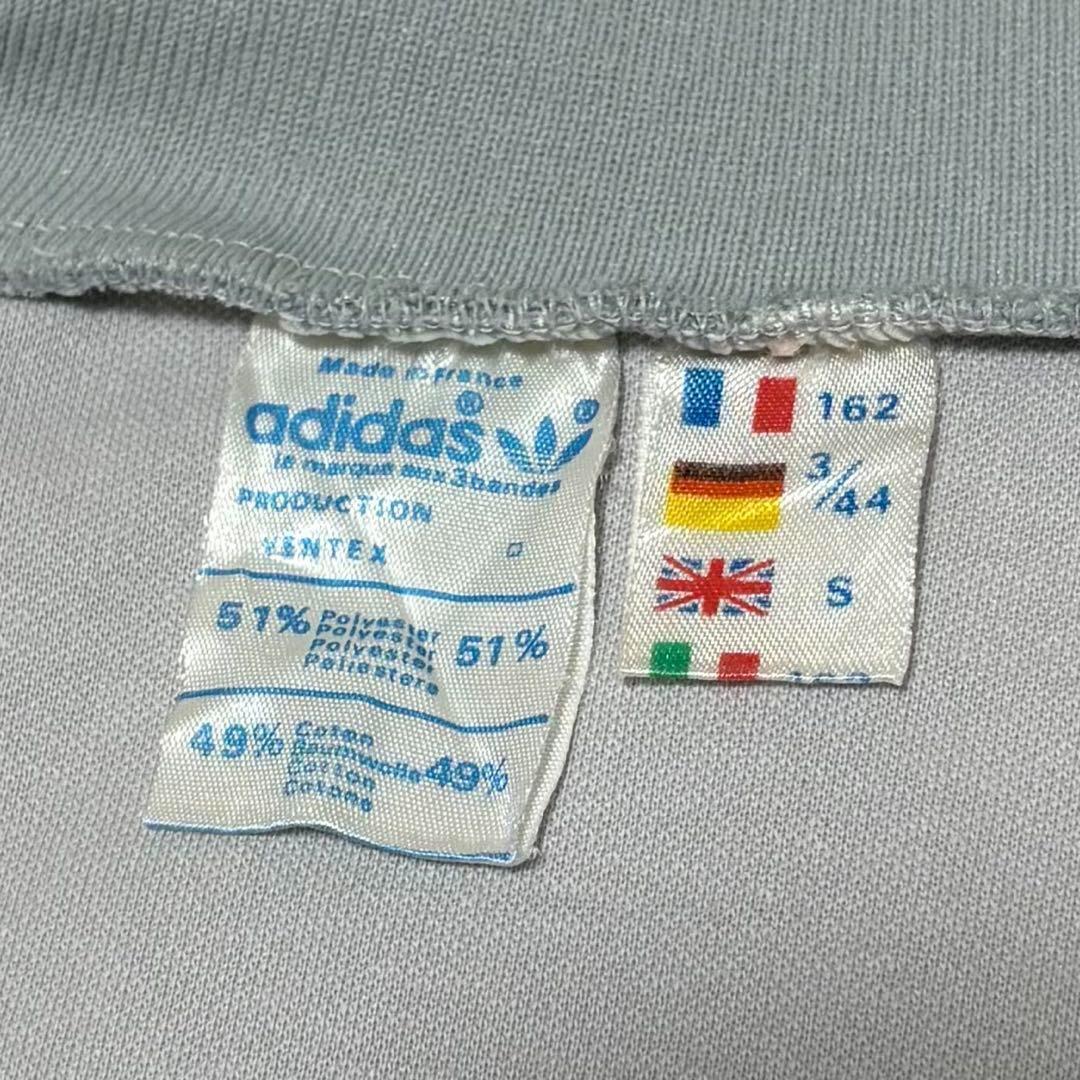 Made in France
adidas®
®
la marque aux 3 bandes
PRODUCTION
VENTEX
51% Polyester 51%
Polyester
Polyester
Poliestere
49% Coton 49%
Baumwolle
Cotton
Cotone
162
3/44
S